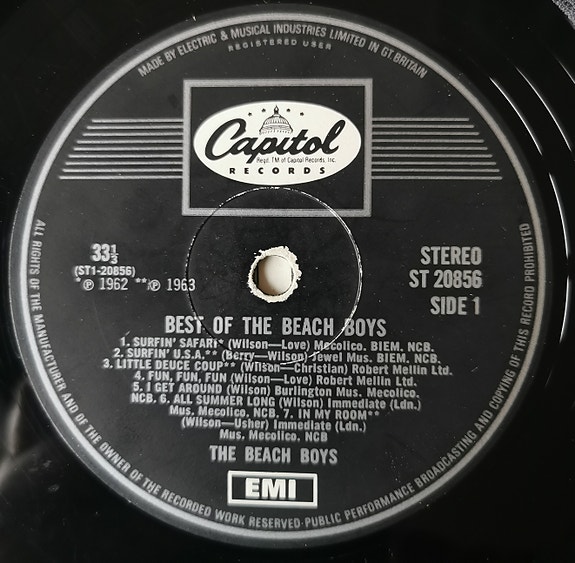 MADE BY ELECTRIC & MUSICAL INDUSTRIES LIMITED IN GT. BRITAIN
REGISTERED USER
Capitol
Regd. TM of Capitol Records, Inc.
RECORDS
33⅓
(ST1-20856)
*℗ 1962 **℗ 1963
STEREO
ST 20856
SIDE 1
BEST OF THE BEACH BOYS
1. SURFIN' SAFARI* (Wilson—Love) Mecolico. BIEM. NCB.
2. SURFIN' U.S.A.** (Berry—Wilson) Jewel Mus. BIEM. NCB.
3. LITTLE DEUCE COUP** (Wilson—Christian) Robert Mellin Ltd.
4. FUN, FUN, FUN (Wilson—Love) Robert Mellin Ltd.
5. I GET AROUND (Wilson) Burlington Mus. Mecolico.
NCB. 6. ALL SUMMER LONG (Wilson) Immediate (Ldn.)
Mus. Mecolico, NCB. 7. IN MY ROOM**
(Wilson—Usher) Immediate (Ldn.)
Mus. Mecolico. NCB
THE BEACH BOYS
EMI
ALL RIGHTS OF THE MANUFACTURER AND OF THE OWNER OF THE RECORDED WORK RESERVED·PUBLIC PERFORMANCE BROADCASTING AND COPYING OF THIS RECORD PROHIBITED